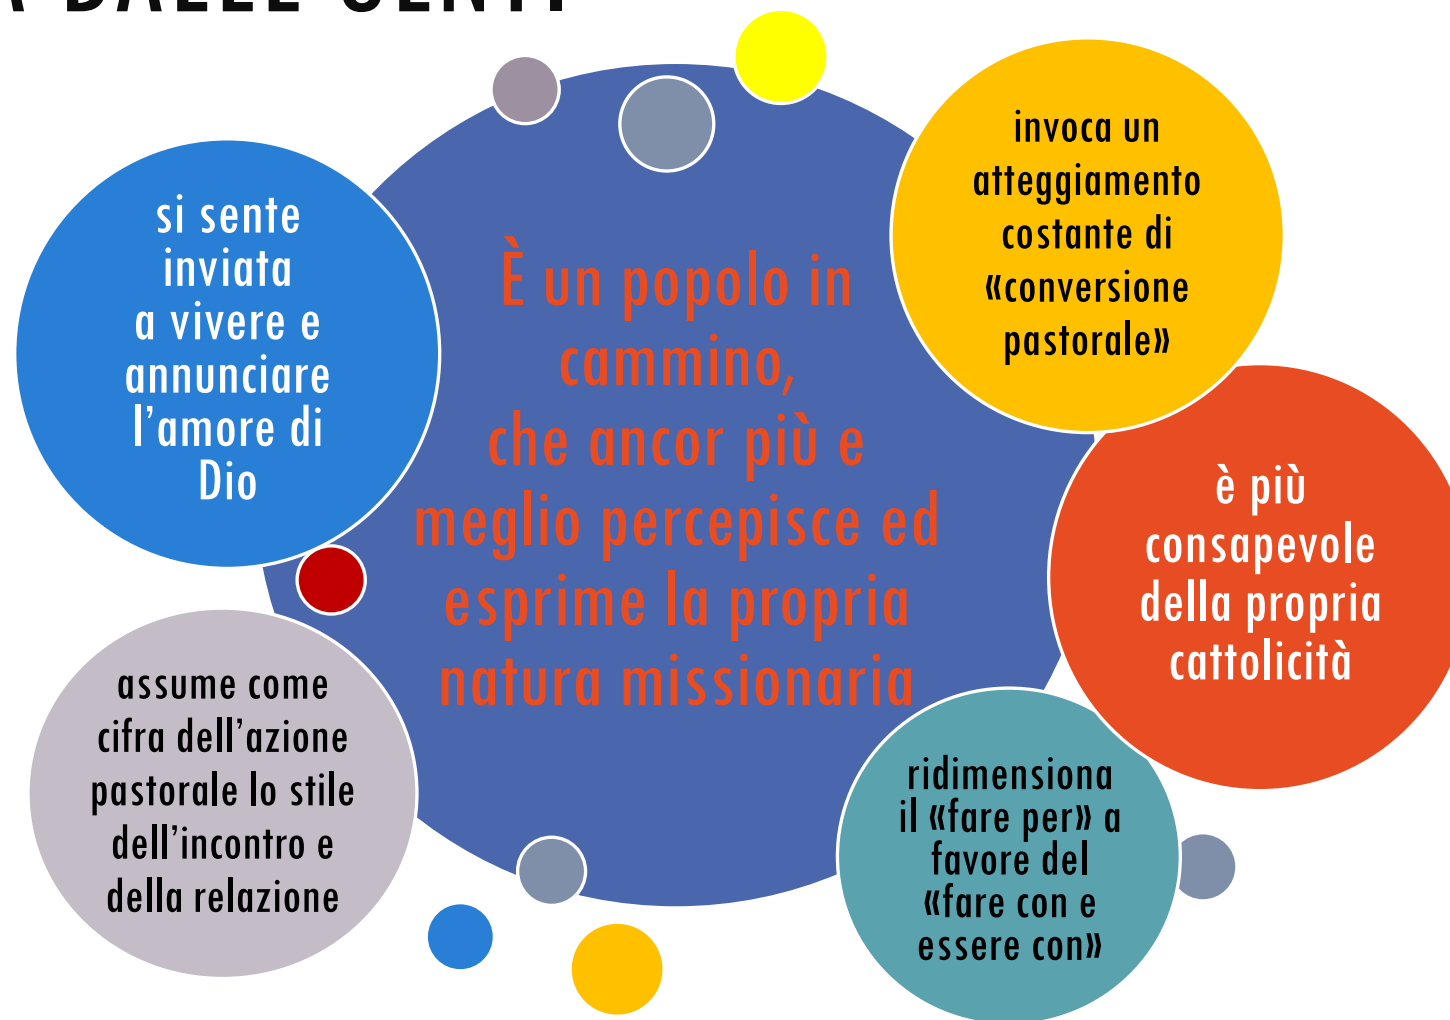 A DALLE GENTI
si sente
inviata
a vivere e
annunciare
l'amore di
Dio
È un popolo in
cammino,
che ancor più e
meglio percepisce ed
esprime la propria
natura missionaria
invoca un
atteggiamento
costante di
«conversione
pastorale»
è più
consapevole
della propria
cattolicità
assume come
cifra dell'azione
pastorale lo stile
dell'incontro e
della relazione
ridimensiona
il «fare per» a
favore del
«fare con e
essere con»